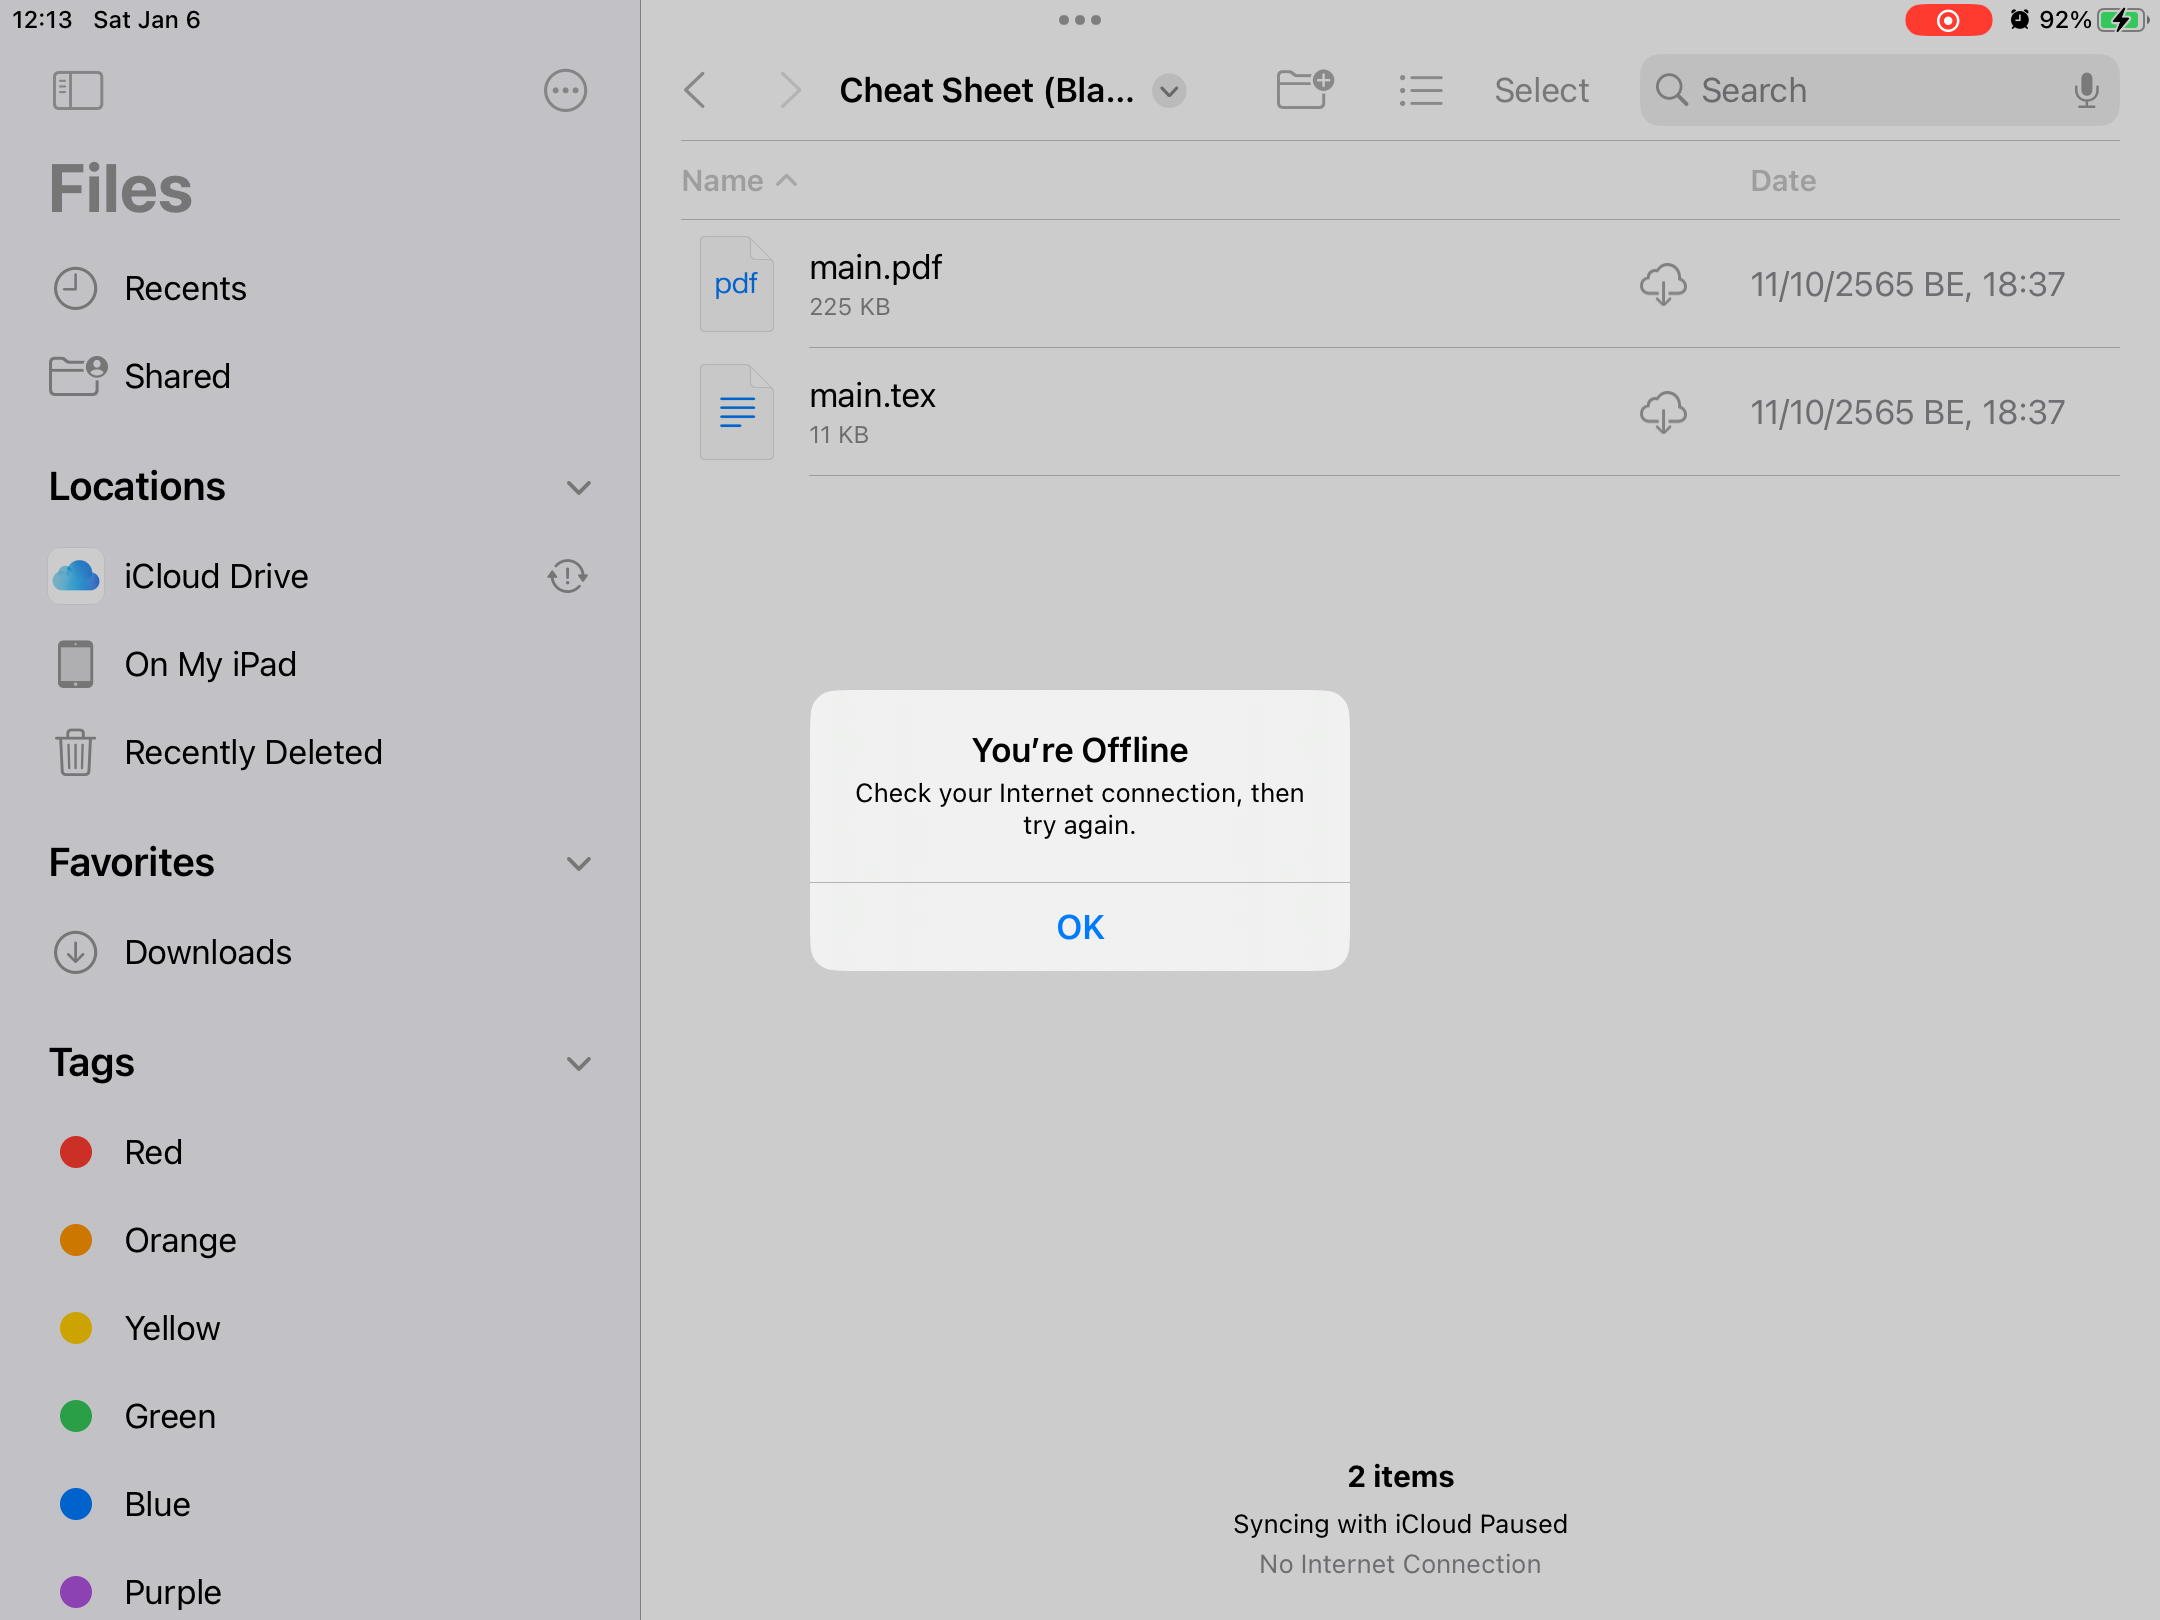 12:13 Sat Jan 6
92%
Files
Recents
Shared
Locations
iCloud Drive
On My iPad
Recently Deleted
Favorites
Downloads
Tags
Red
Orange
Yellow
Green
Blue
Purple
Cheat Sheet (Bla...
Select
Search
Name
Date
pdf
main.pdf
225 KB
11/10/2565 BE, 18:37
main.tex
11 KB
11/10/2565 BE, 18:37
You’re Offline
Check your Internet connection, then
try again.
OK
2 items
Syncing with iCloud Paused
No Internet Connection